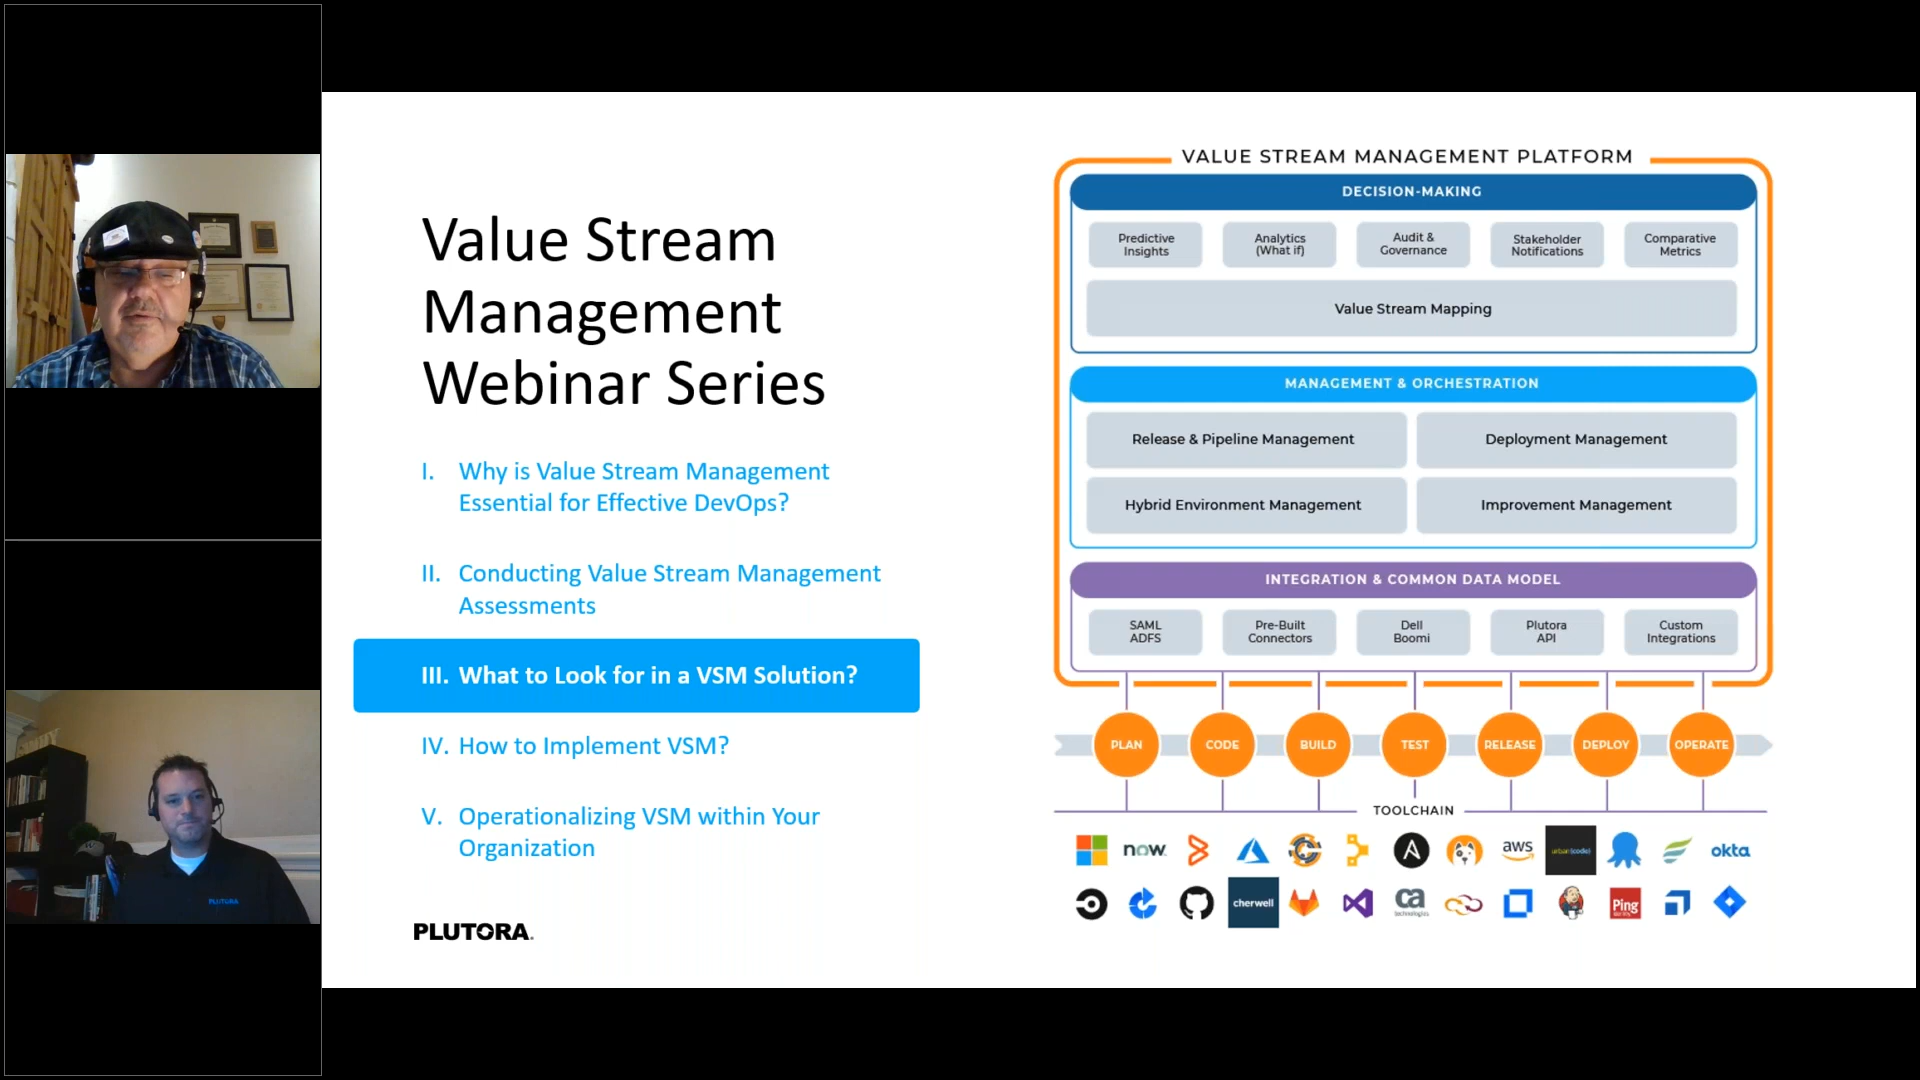 Value Stream
Management
Webinar Series
I. Why is Value Stream Management
Essential for Effective DevOps?
II. Conducting Value Stream Management
Assessments
III. What to Look for in a VSM Solution?
IV. How to Implement VSM?
V. Operationalizing VSM within Your
Organization
PLUTORA
VALUE STREAM MANAGEMENT PLATFORM
DECISION-MAKING
Predictive
Insights
Analytics
(What if)
Audit &
Governance
Stakeholder
Notifications
Comparative
Metrics
Value Stream Mapping
MANAGEMENT & ORCHESTRATION
Release & Pipeline Management
Deployment Management
Hybrid Environment Management
Improvement Management
INTEGRATION & COMMON DATA MODEL
SAML
ADFS
Pre-Built
Connectors
Dell
Boomi
Plutora
API
Custom
Integrations
PLAN
CODE
BUILD
TEST
RELEASE
DEPLOY
OPERATE
TOOLCHAIN
now
aws
urban{code}
okta
cherwell
ca
technologies
Ping
PLUTORA